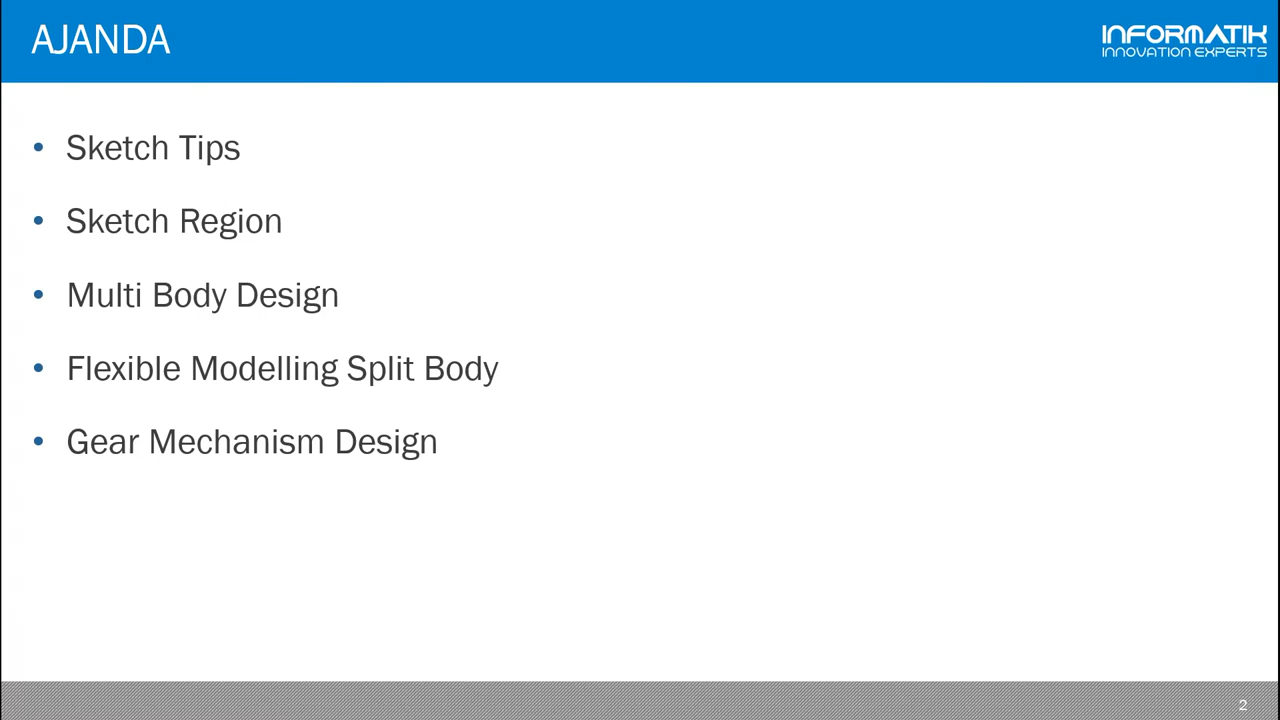 AJANDA
INFORMATIK
INNOVATION EXPERTS
• Sketch Tips
• Sketch Region
• Multi Body Design
• Flexible Modelling Split Body
• Gear Mechanism Design
2